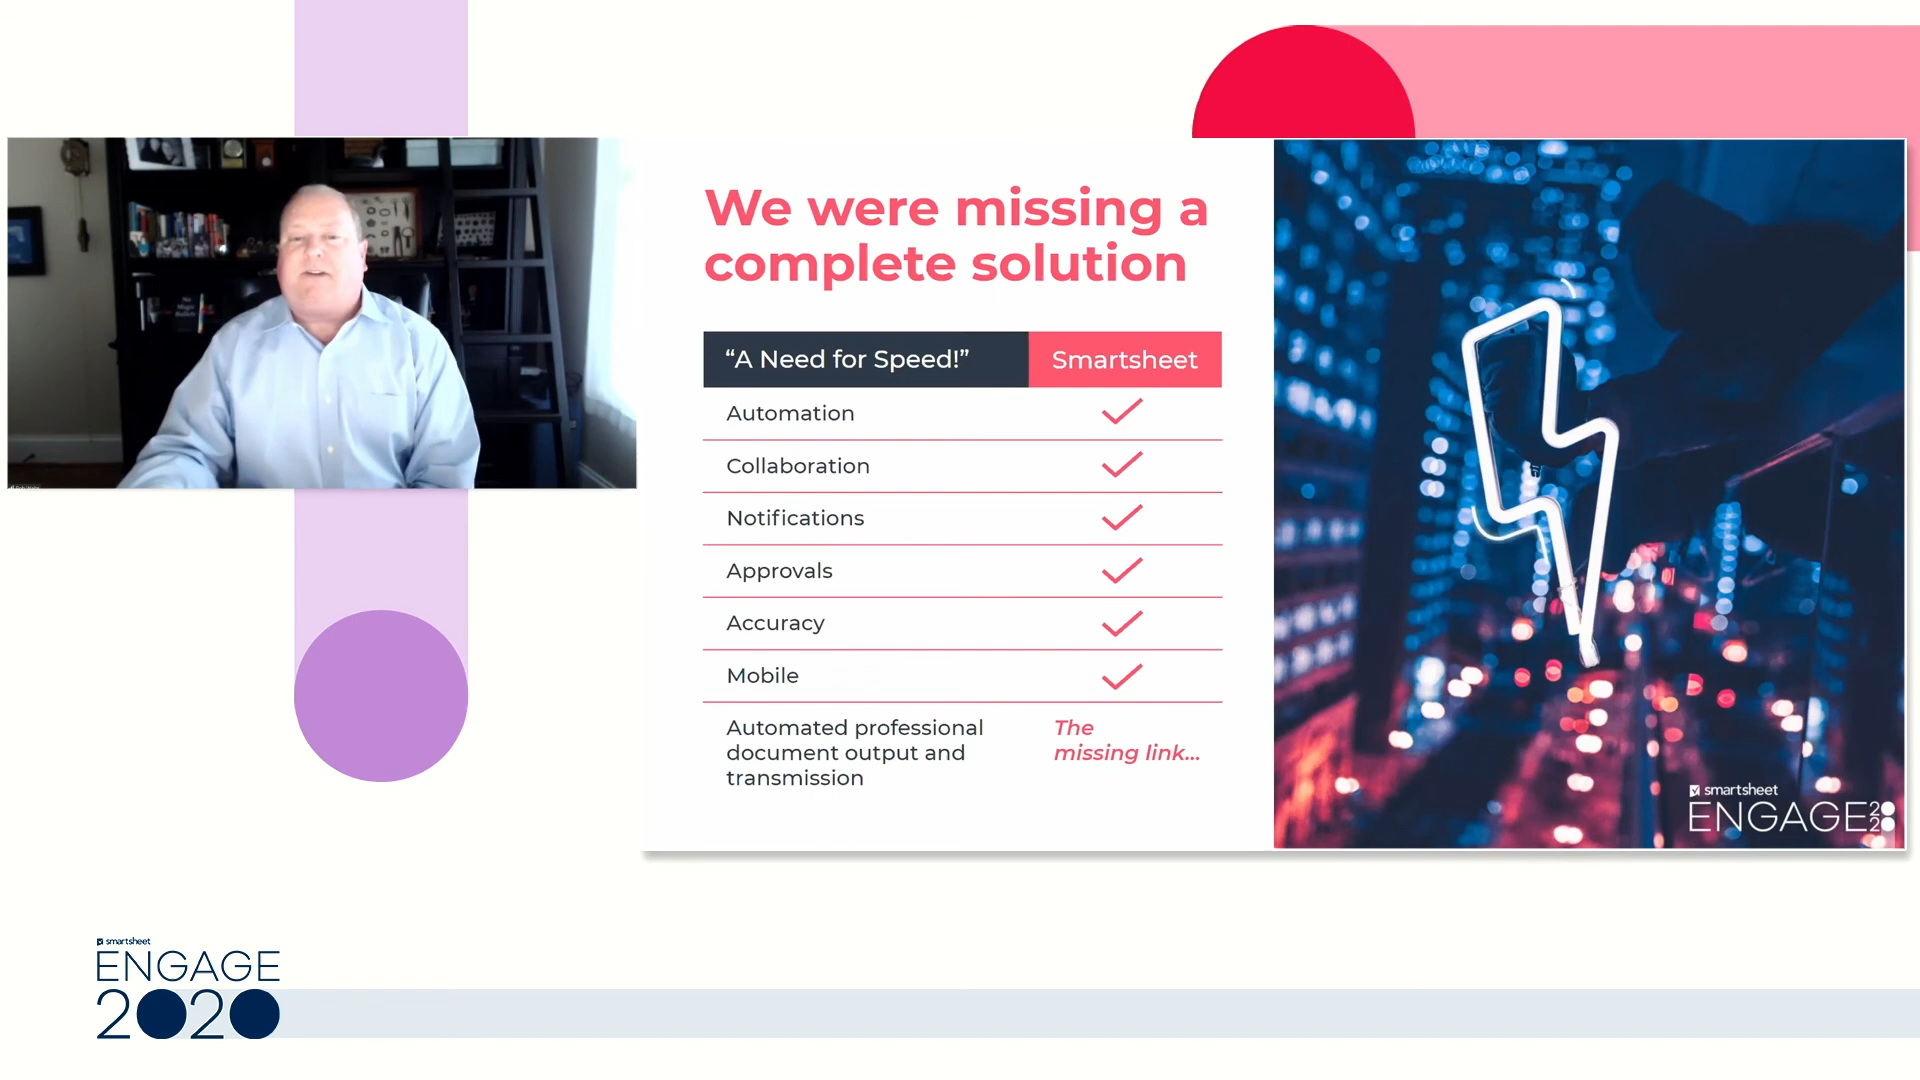 We were missing a
complete solution
“A Need for Speed!” Smartsheet
Automation
Collaboration
Notifications
Approvals
Accuracy
Mobile
Automated professional
document output and
transmission
The
missing link...
smartsheet
ENGAGE 2020
smartsheet
ENGAGE
2020